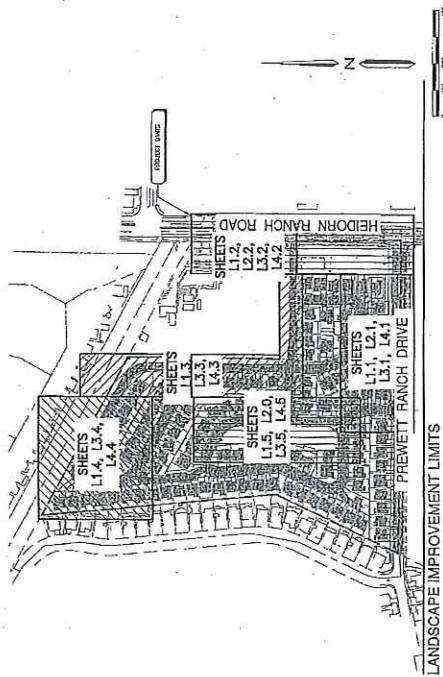 PROJECT LIMITS
N
HEIDORN RANCH ROAD
SHEETS
L1.2,
L2.2,
L3.2,
L4.2
SHEETS
L1.3,
L3.3,
L4.3
SHEETS
L1.4, L3.4,
L4.4
SHEETS
L1.5, L2.0,
L3.5, L4.5
SHEETS
L1.1, L2.1,
L3.1, L4.1
PREWETT RANCH DRIVE
LANDSCAPE IMPROVEMENT LIMITS